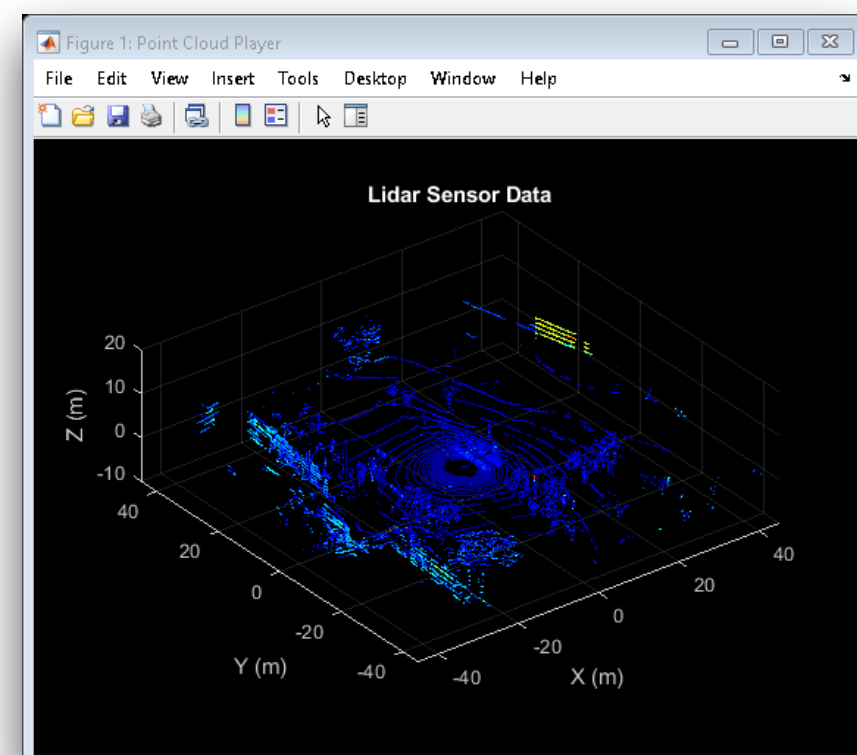 Figure 1: Point Cloud Player
File Edit View Insert Tools Desktop Window Help
Lidar Sensor Data
20
10
0
-10
Z (m)
40
20
0
-20
-40
Y (m)
40
20
0
-20
-40
X (m)